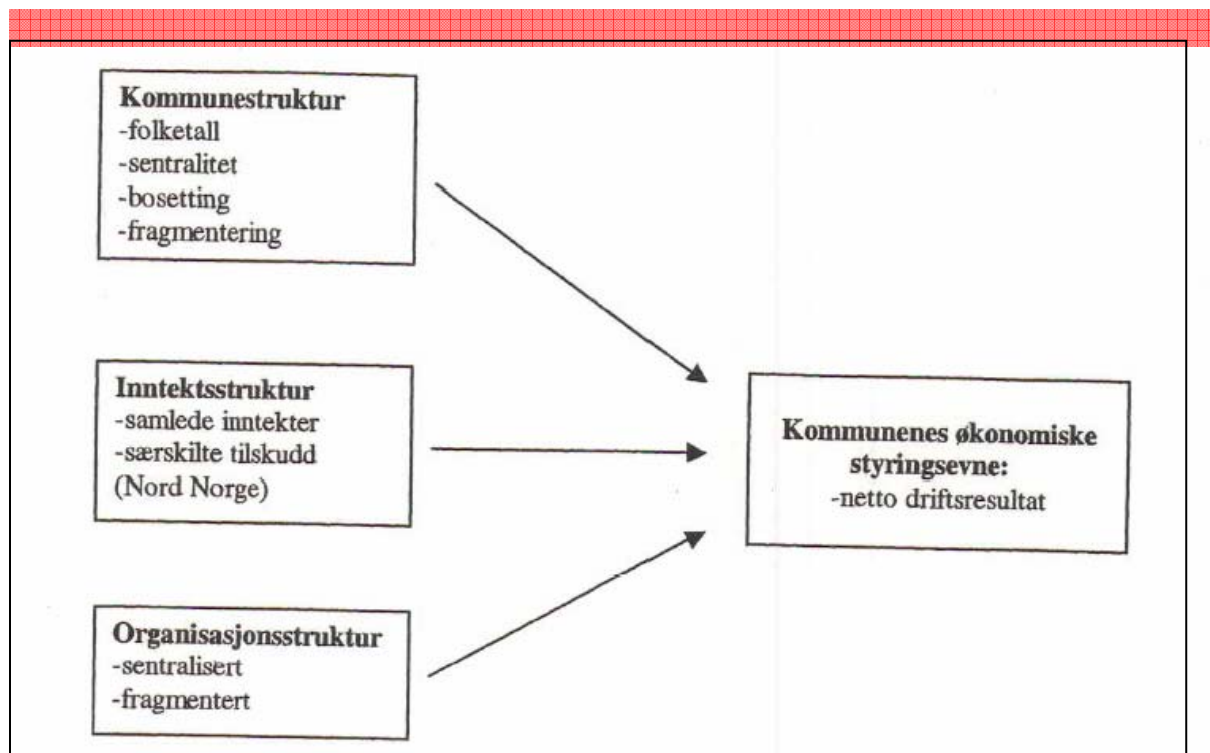 Kommunestruktur
-folketall
-sentralitet
-bosetting
-fragmentering
Inntektsstruktur
-samlede inntekter
-særskilte tilskudd
(Nord Norge)
Organisasjonsstruktur
-sentralisert
-fragmentert
Kommunenes økonomiske
styringsevne:
-netto driftsresultat